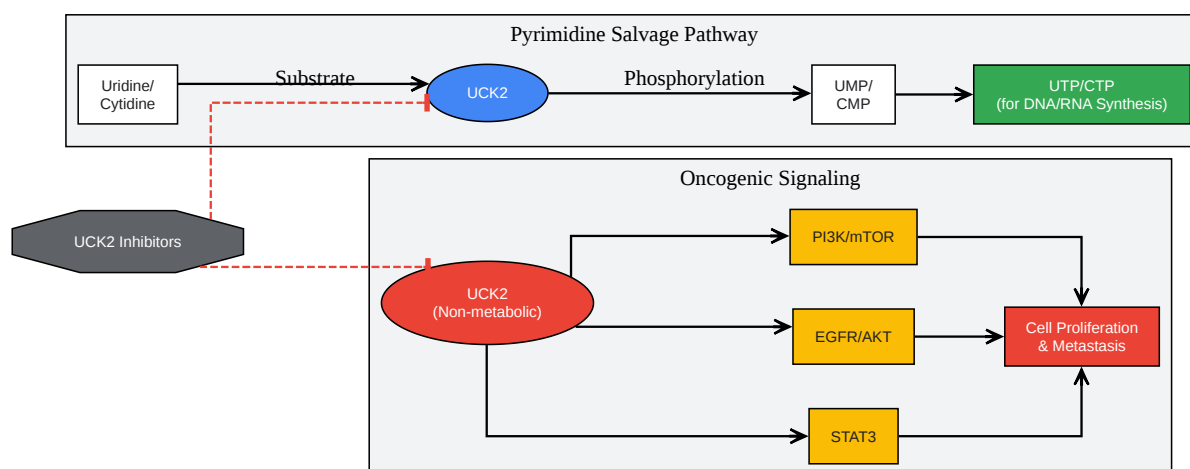 Pyrimidine Salvage Pathway
Uridine/
Cytidine
Substrate
UCK2
Phosphorylation
UMP/
CMP
UTP/CTP
(for DNA/RNA Synthesis)
UCK2 Inhibitors
Oncogenic Signaling
UCK2
(Non-metabolic)
PI3K/mTOR
EGFR/AKT
STAT3
Cell Proliferation
& Metastasis